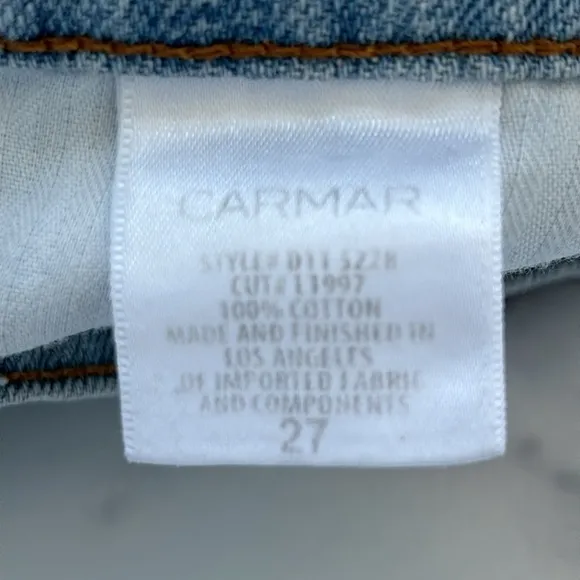 CARMAR
STYLE# D11 5228
CUT# 11997
100% COTTON
MADE AND FINISHED IN
LOS ANGELES
OF IMPORTED FABRIC
AND COMPONENTS
27